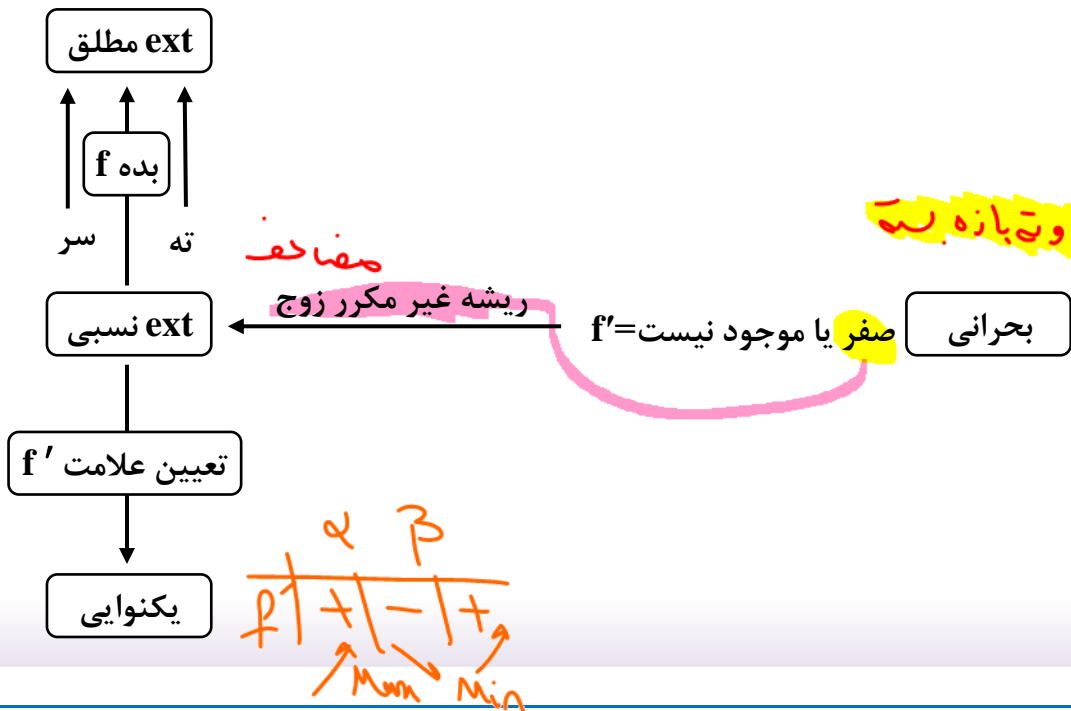 ext مطلق
بده f
سر
ته
مضاعف
وقتی بازه بسته
ریشه غیر مکرر زوج
ext نسبی
f′= صفر یا موجود نیست
بحرانی
تعیین علامت f ′
یکنوایی
α β
f′ + - +
Max Min